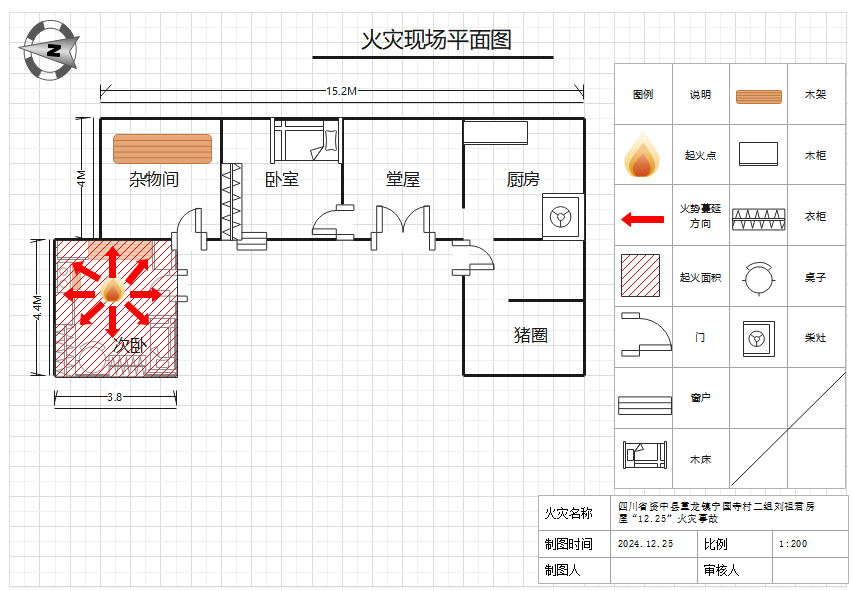 火灾现场平面图
N
15.2M
图例
说明
木架
4M
杂物间
卧室
堂屋
厨房
起火点
木柜
火势蔓延
方向
衣柜
4.4M
起火面积
桌子
次卧
猪圈
门
柴灶
3.8
窗户
木床
火灾名称
四川省资中县重龙镇宁国寺村二组刘祖君房
屋“12.25”火灾事故
制图时间
2024.12.25
比例
1:200
制图人
审核人